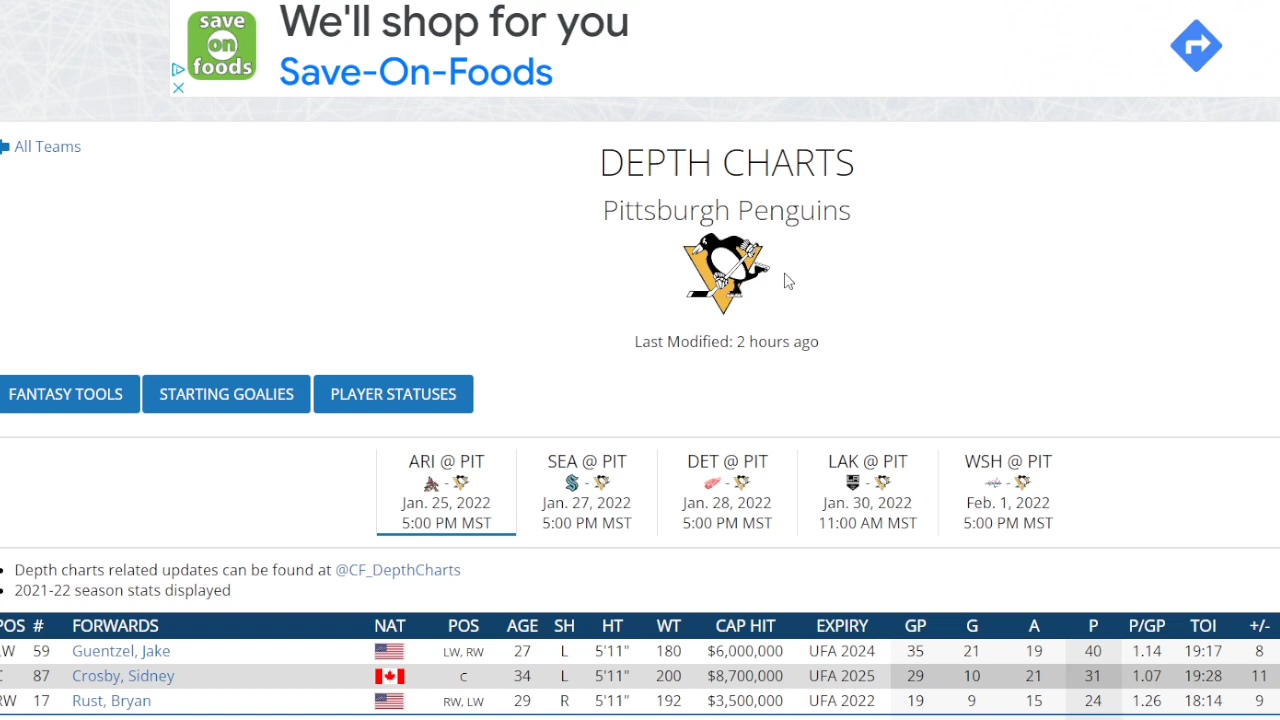 save
on
foods
We'll shop for you
Save-On-Foods
All Teams
DEPTH CHARTS
Pittsburgh Penguins
Last Modified: 2 hours ago
FANTASY TOOLS STARTING GOALIES PLAYER STATUSES
ARI @ PIT SEA @ PIT DET @ PIT LAK @ PIT WSH @ PIT
Jan. 25, 2022 Jan. 27, 2022 Jan. 28, 2022 Jan. 30, 2022 Feb. 1, 2022
5:00 PM MST 5:00 PM MST 5:00 PM MST 11:00 AM MST 5:00 PM MST
Depth charts related updates can be found at @CF_DepthCharts
2021-22 season stats displayed
POS # FORWARDS NAT POS AGE SH HT WT CAP HIT EXPIRY GP G A P P/GP TOI +/-
W 59 Guentzel, Jake LW, RW 27 L 5'11" 180 $6,000,000 UFA 2024 35 21 19 40 1.14 19:17 8
C 87 Crosby, Sidney C 34 L 5'11" 200 $8,700,000 UFA 2025 29 10 21 31 1.07 19:28 11
W 17 Rust, Bryan RW, LW 29 R 5'11" 192 $3,500,000 UFA 2022 19 9 15 24 1.26 18:14 9